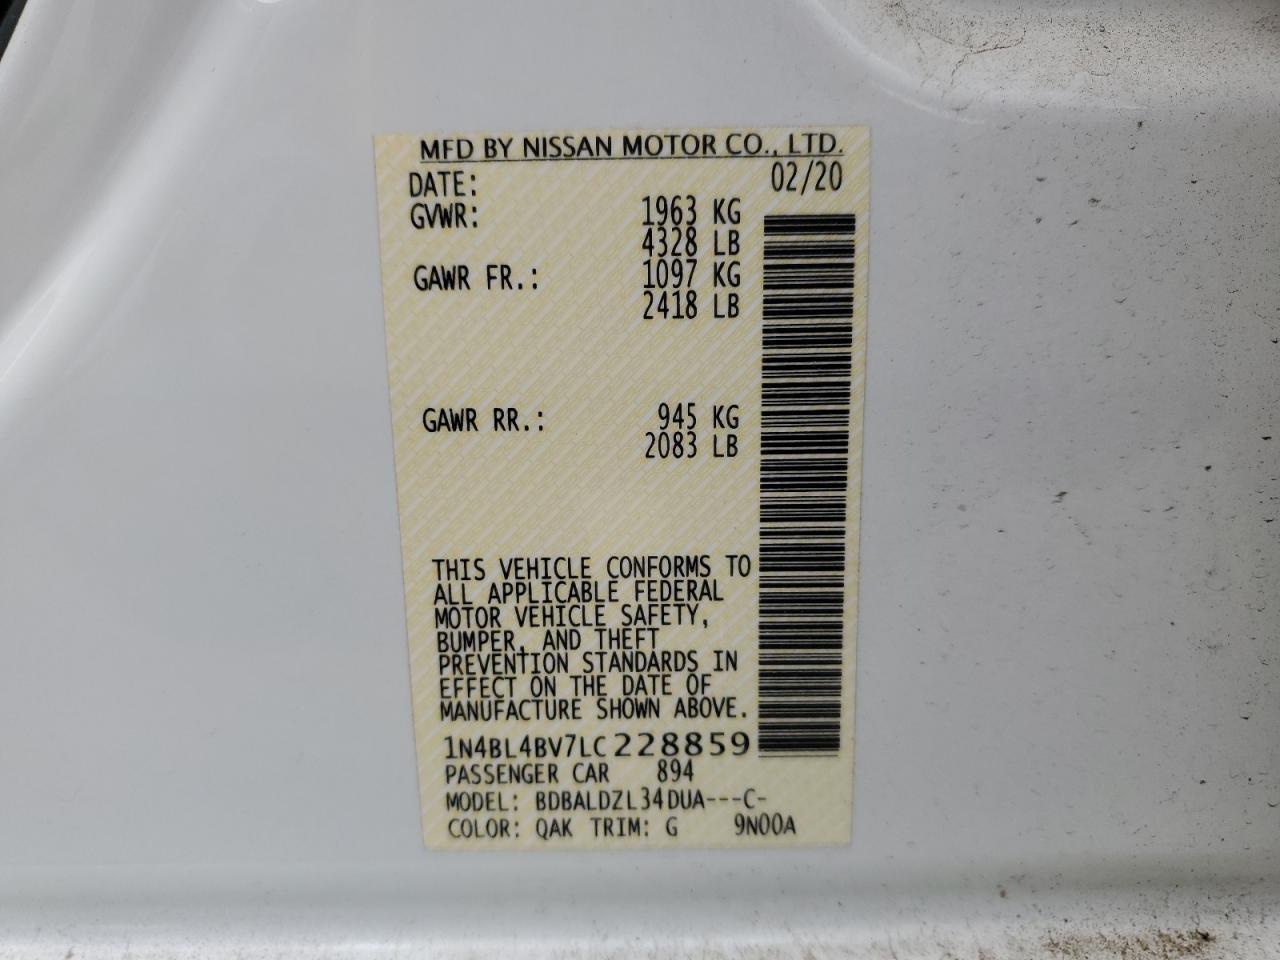 MFD BY NISSAN MOTOR CO., LTD.
DATE: 02/20
GVWR: 1963 KG
4328 LB
GAWR FR.: 1097 KG
2418 LB
GAWR RR.: 945 KG
2083 LB
THIS VEHICLE CONFORMS TO
ALL APPLICABLE FEDERAL
MOTOR VEHICLE SAFETY,
BUMPER, AND THEFT
PREVENTION STANDARDS IN
EFFECT ON THE DATE OF
MANUFACTURE SHOWN ABOVE.
1N4BL4BV7LC228859
PASSENGER CAR 894
MODEL: BDBALDZL34DUA---C-
COLOR: QAK TRIM: G 9N00A